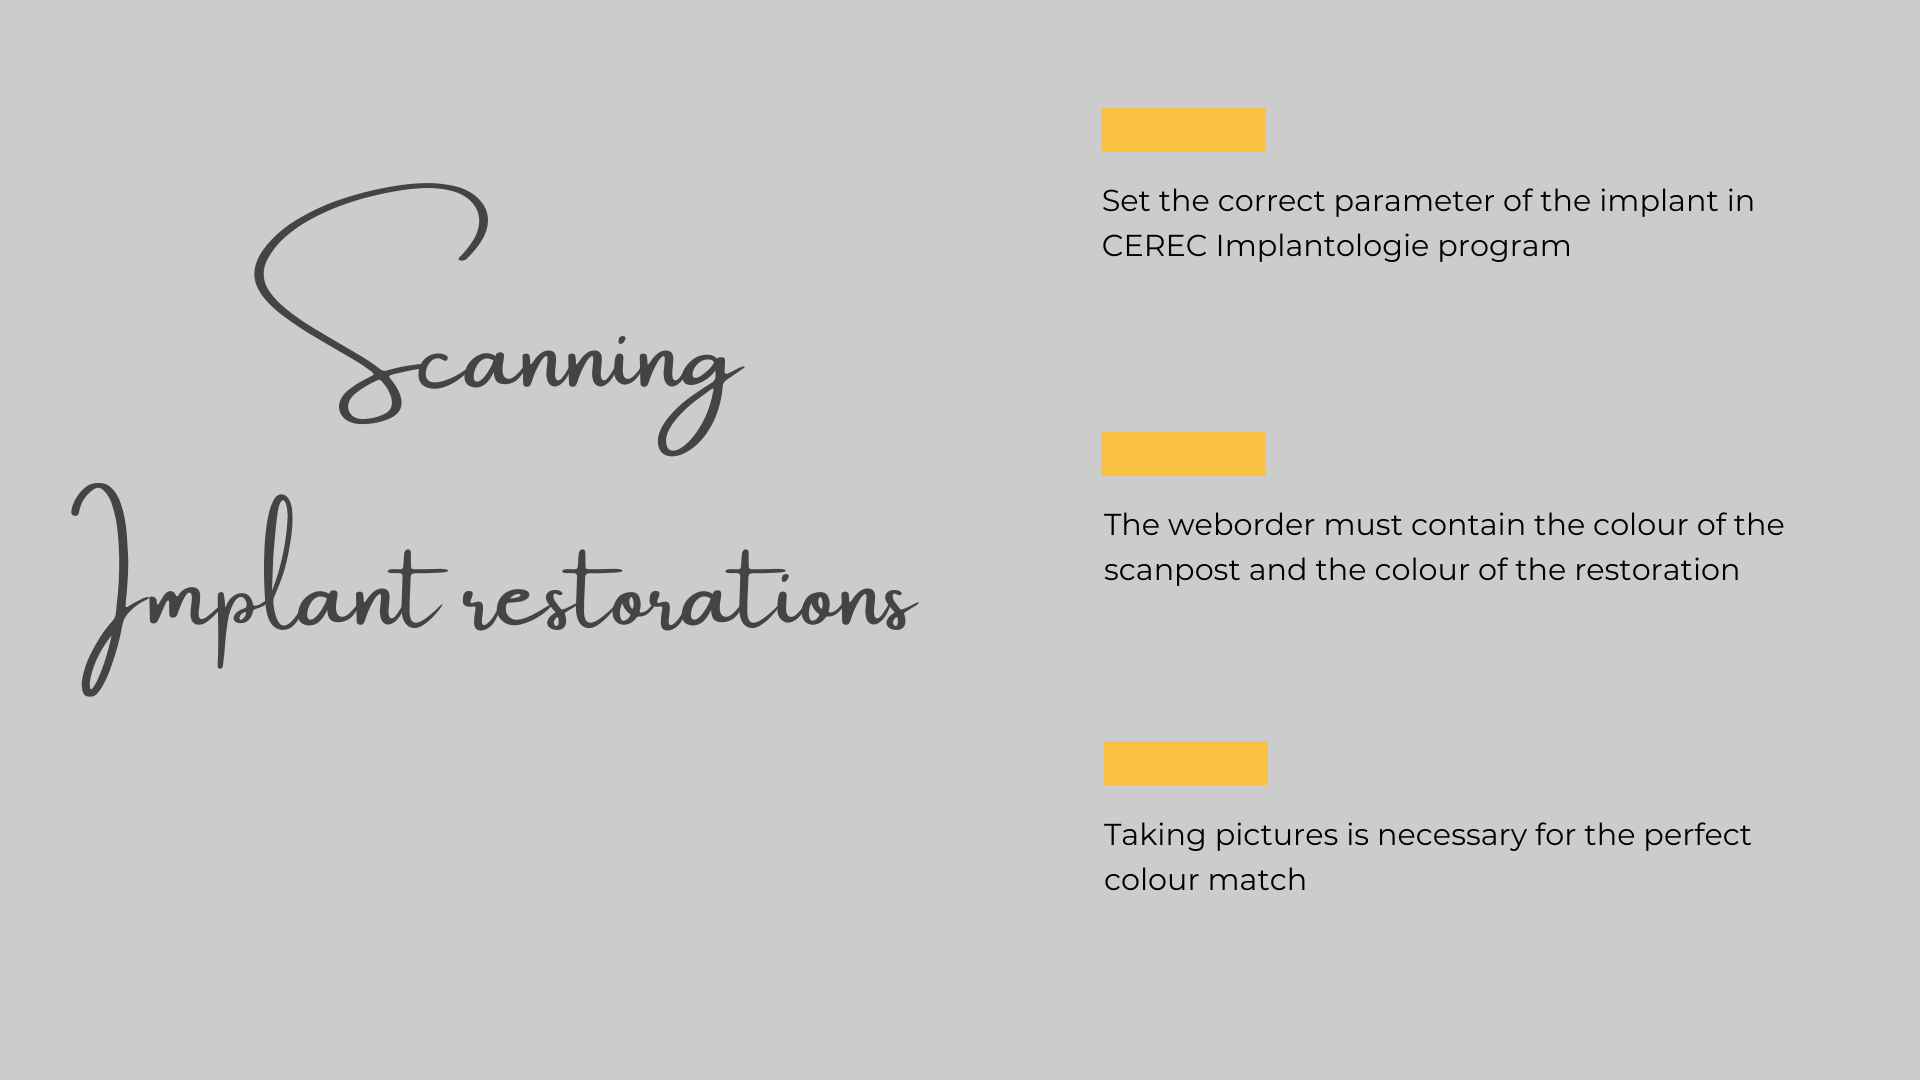 Scanning
Implant restorations
Set the correct parameter of the implant in
CEREC Implantologie program
The weborder must contain the colour of the
scanpost and the colour of the restoration
Taking pictures is necessary for the perfect
colour match